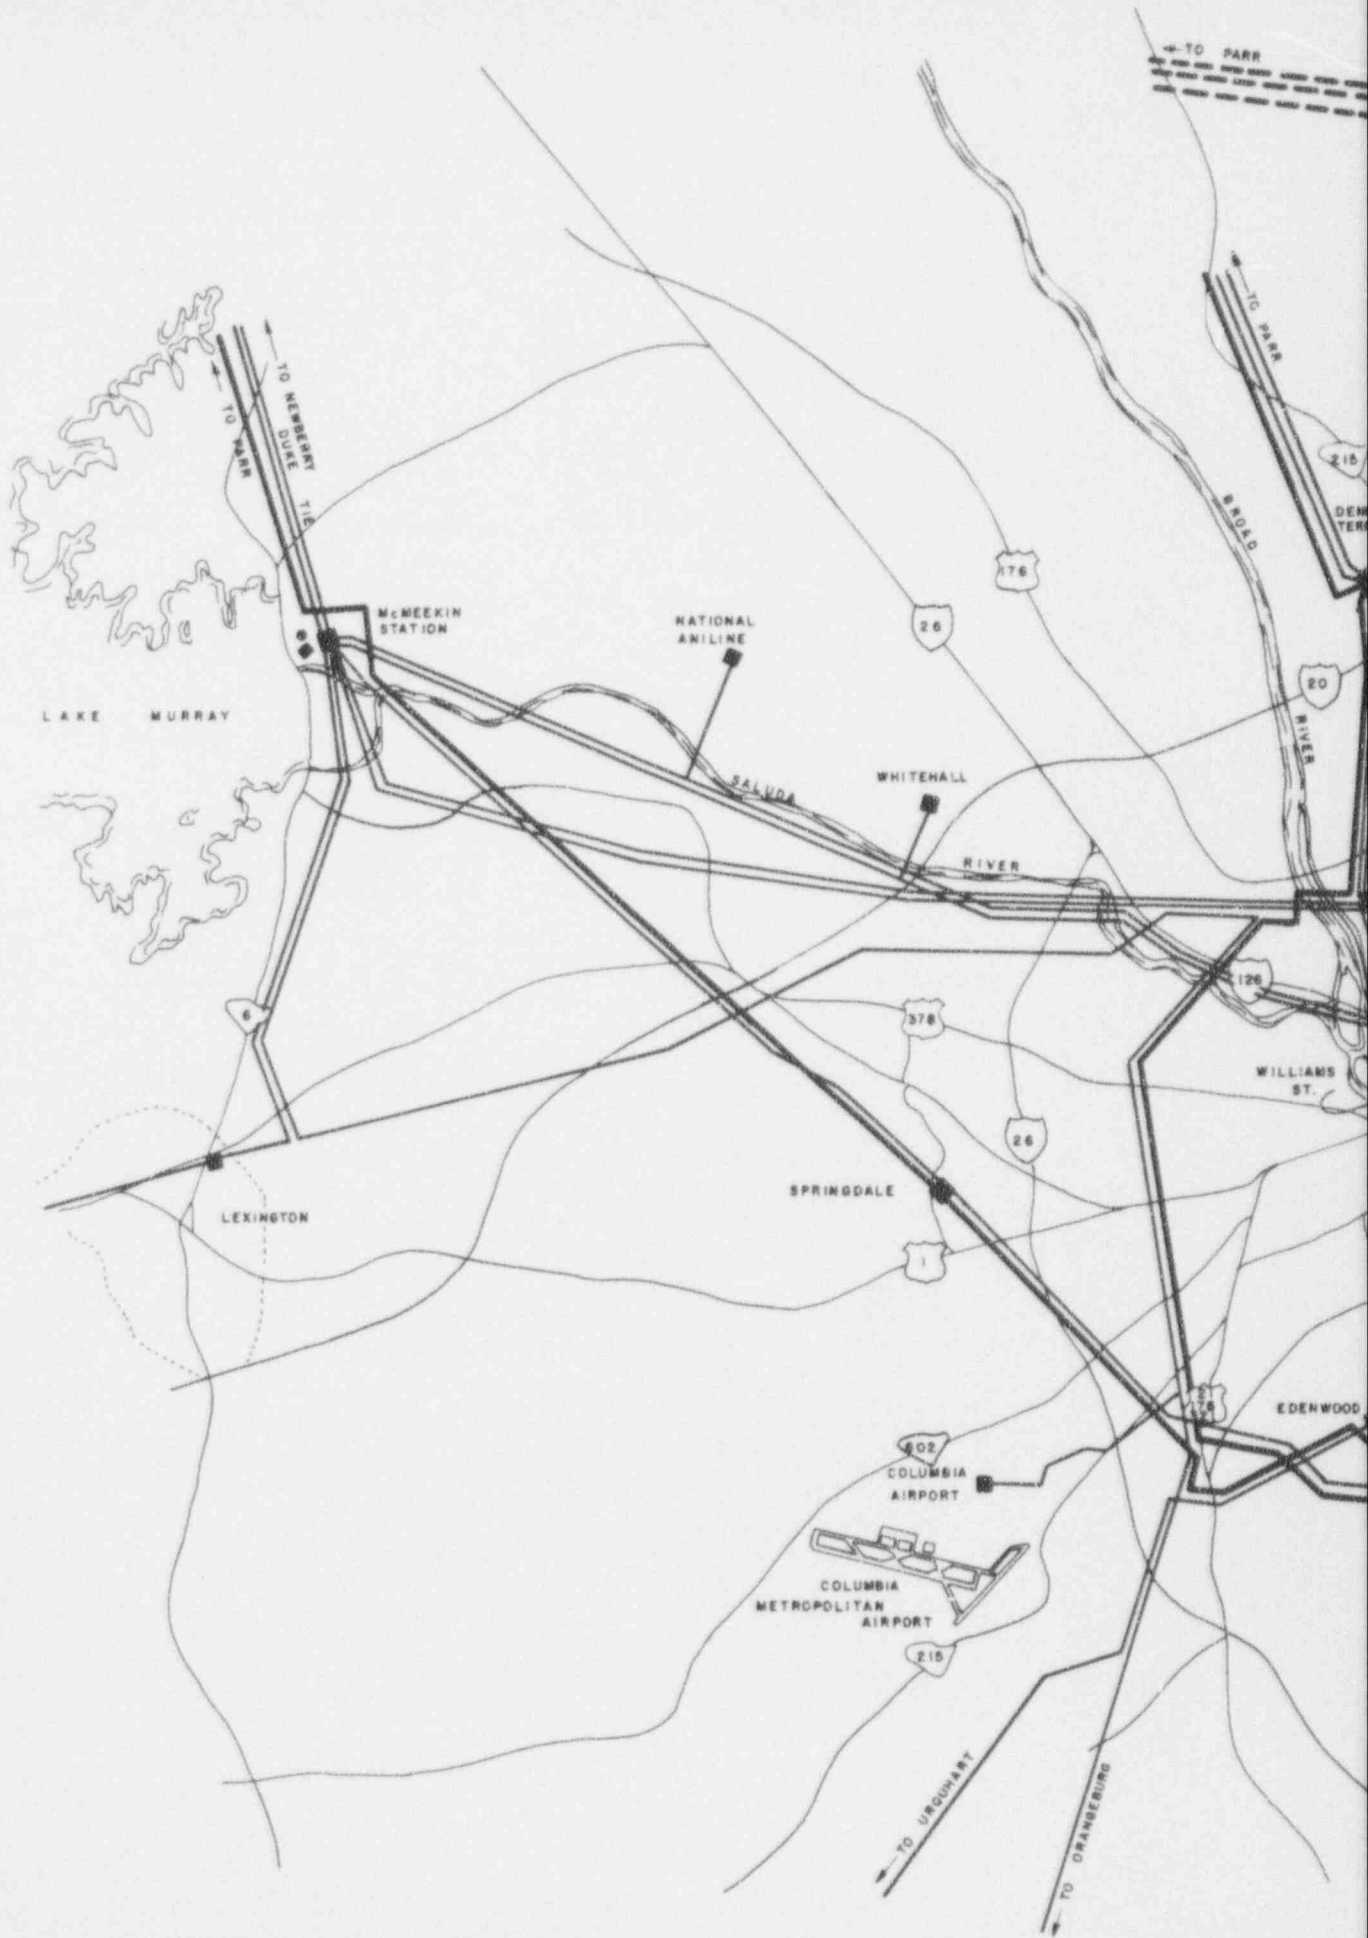 TO PARR
TO PARR
TO NEWBERRY
DUKE TIE
TO PARR
215
BROAD
RIVER
176
26
20
McMEEKIN
STATION
NATIONAL
ANILINE
LAKE MURRAY
WHITEHALL
SALUDA
RIVER
126
6
378
WILLIAMS
ST.
26
SPRINGDALE
LEXINGTON
1
176
EDENWOOD
602
COLUMBIA
AIRPORT
COLUMBIA
METROPOLITAN
AIRPORT
215
TO URQUHART
TO ORANGEBURG